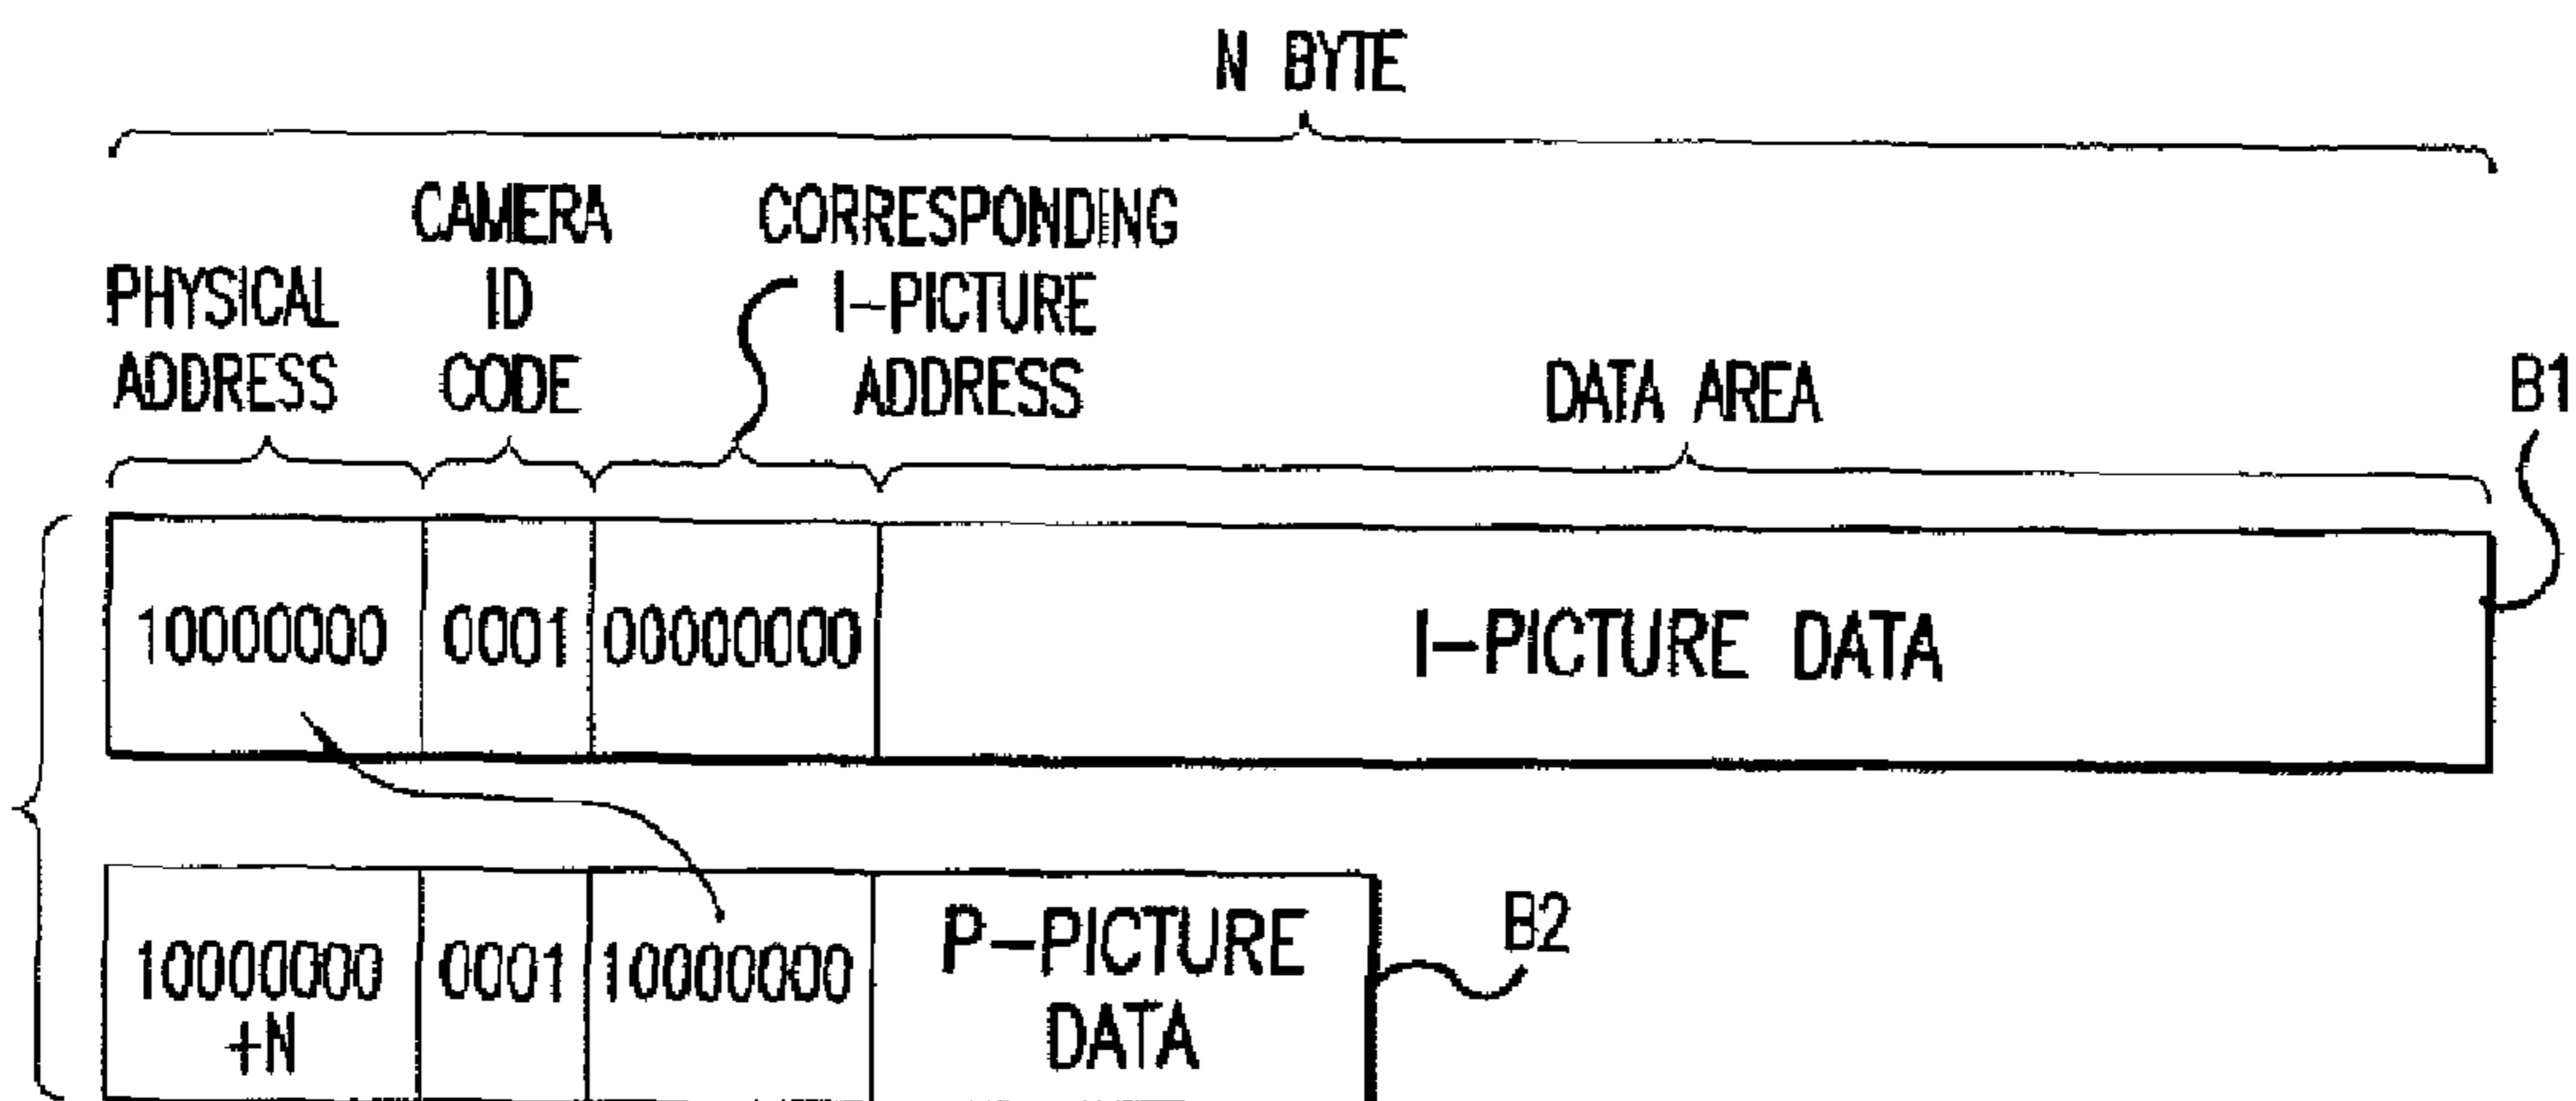 N BYTE
PHYSICAL
ADDRESS
CAMERA
ID
CODE
CORRESPONDING
I-PICTURE
ADDRESS
DATA AREA
B1
10000000 0001 00000000 I-PICTURE DATA
10000000
+N
0001 10000000
P-PICTURE
DATA
B2